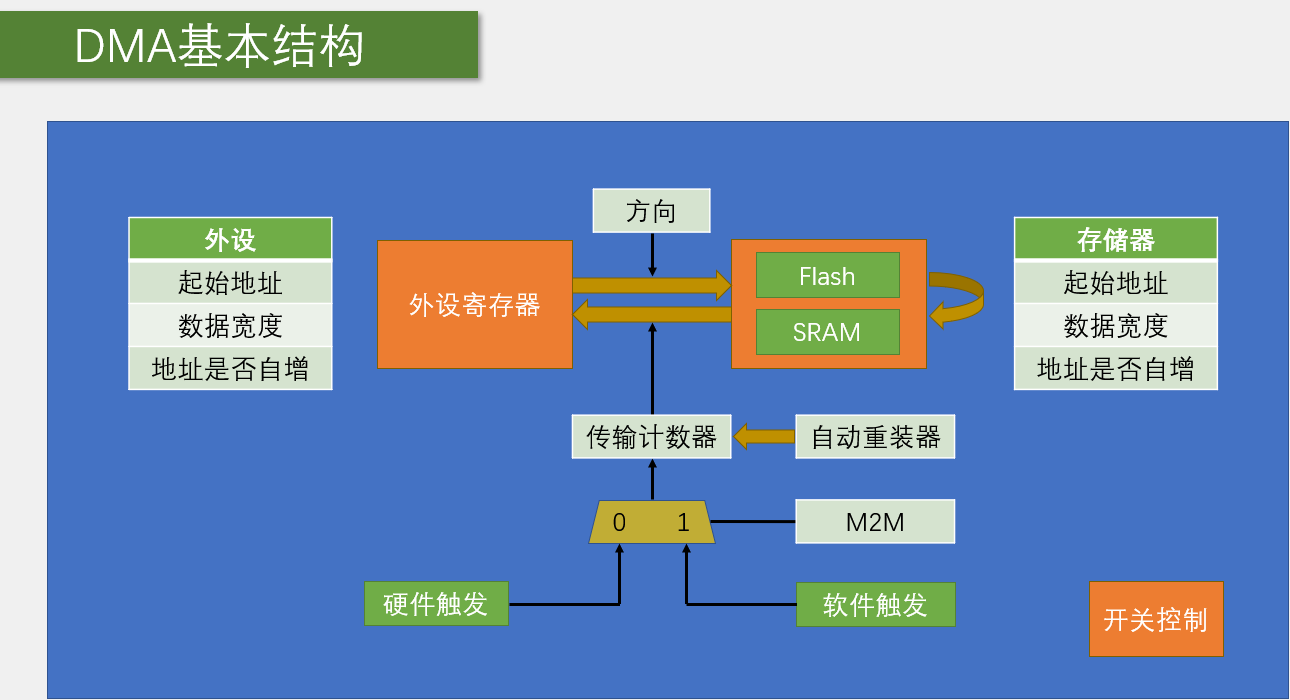 DMA基本结构
方向
外设
起始地址
数据宽度
地址是否自增
外设寄存器
Flash
SRAM
存储器
起始地址
数据宽度
地址是否自增
传输计数器
自动重装器
0 1
M2M
硬件触发
软件触发
开关控制